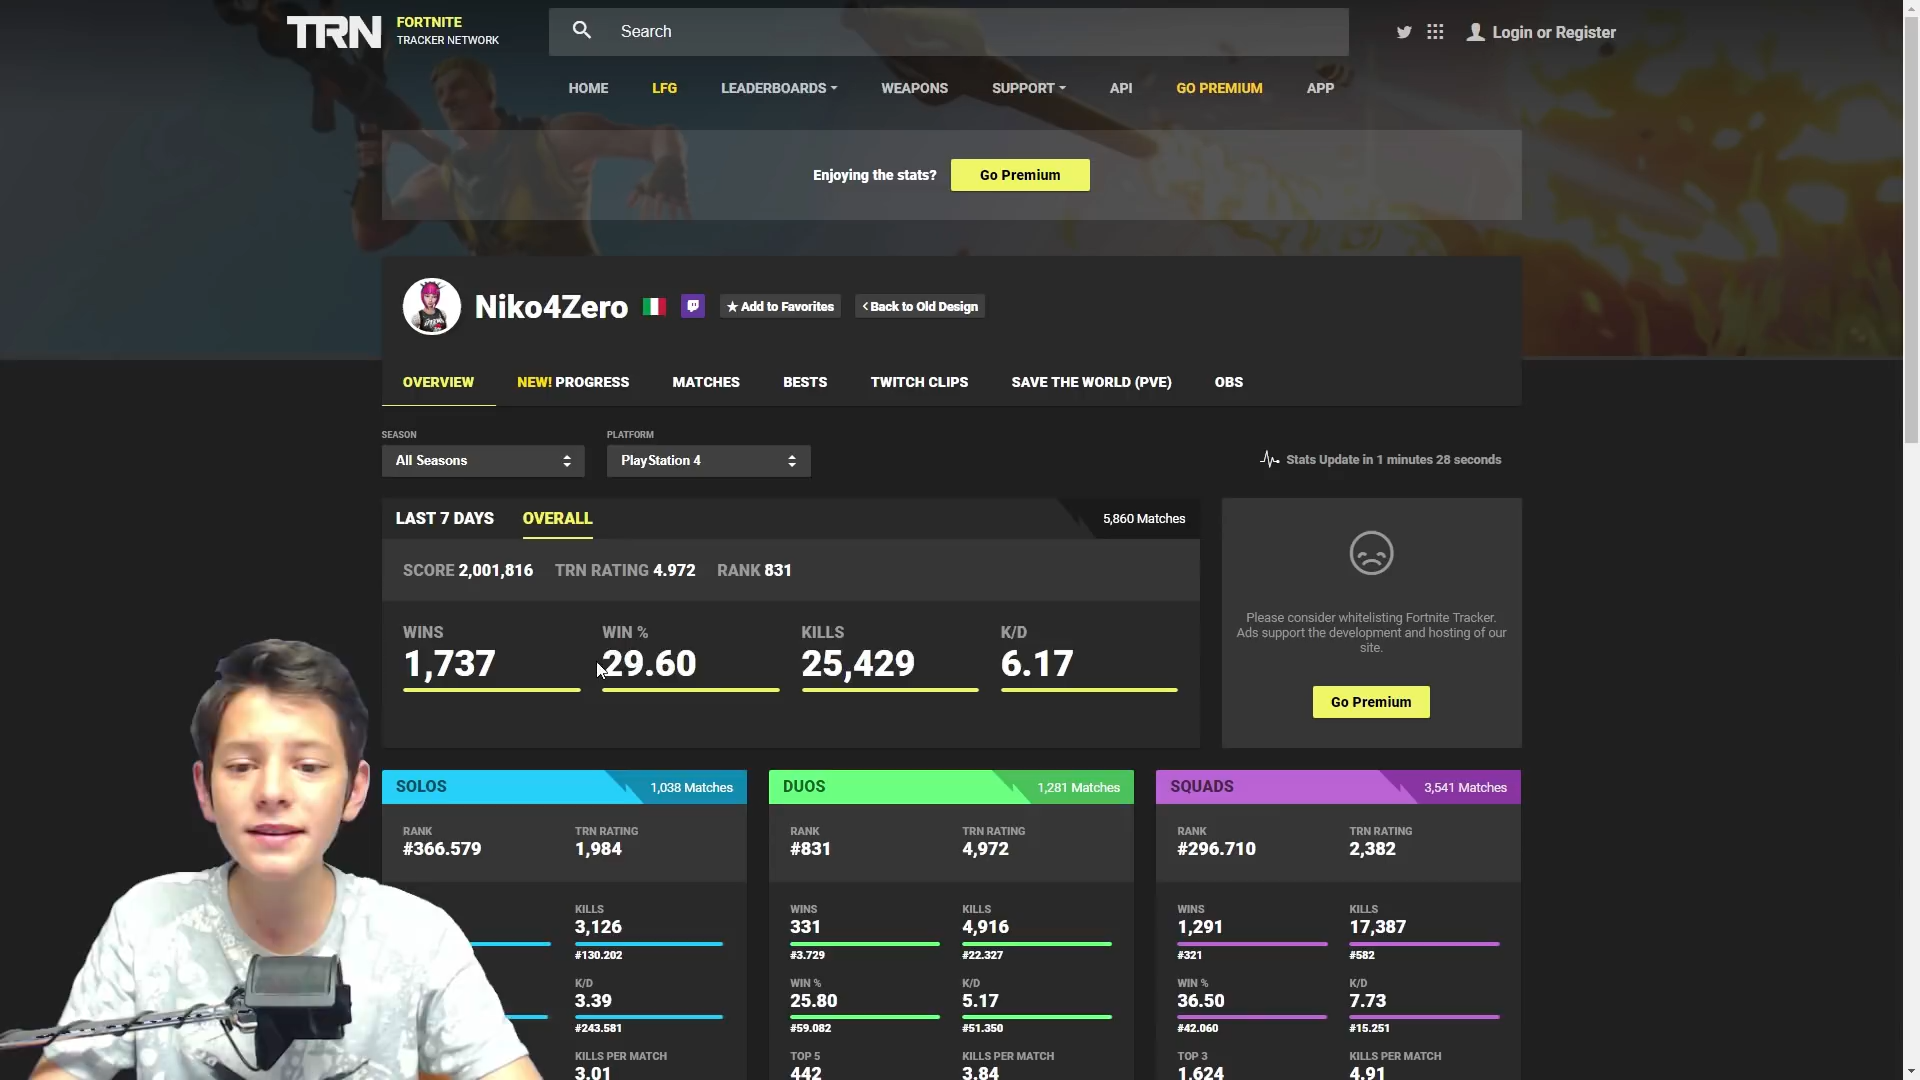 TRN FORTNITE
TRACKER NETWORK
Search
Login or Register
HOME LFG LEADERBOARDS WEAPONS SUPPORT API GO PREMIUM APP
Enjoying the stats? Go Premium
Niko4Zero ★ Add to Favorites < Back to Old Design
OVERVIEW NEW! PROGRESS MATCHES BESTS TWITCH CLIPS SAVE THE WORLD (PVE) OBS
SEASON PLATFORM
All Seasons PlayStation 4 Stats Update in 1 minutes 28 seconds
LAST 7 DAYS OVERALL 5,860 Matches
SCORE 2,001,816 TRN RATING 4.972 RANK 831
WINS WIN % KILLS K/D
1,737 29.60 25,429 6.17
Please consider whitelisting Fortnite Tracker.
Ads support the development and hosting of our
site.
Go Premium
SOLOS 1,038 Matches
RANK TRN RATING
#366.579 1,984
KILLS
3,126
#130.202
K/D
3.39
#243.581
KILLS PER MATCH
3.01
DUOS 1,281 Matches
RANK TRN RATING
#831 4,972
WINS KILLS
331 4,916
#3.729 #22.327
WIN % K/D
25.80 5.17
#59.082 #51.350
TOP 5 KILLS PER MATCH
442 3.84
SQUADS 3,541 Matches
RANK TRN RATING
#296.710 2,382
WINS KILLS
1,291 17,387
#321 #582
WIN % K/D
36.50 7.73
#42.060 #15.251
TOP 3 KILLS PER MATCH
1,624 4.91